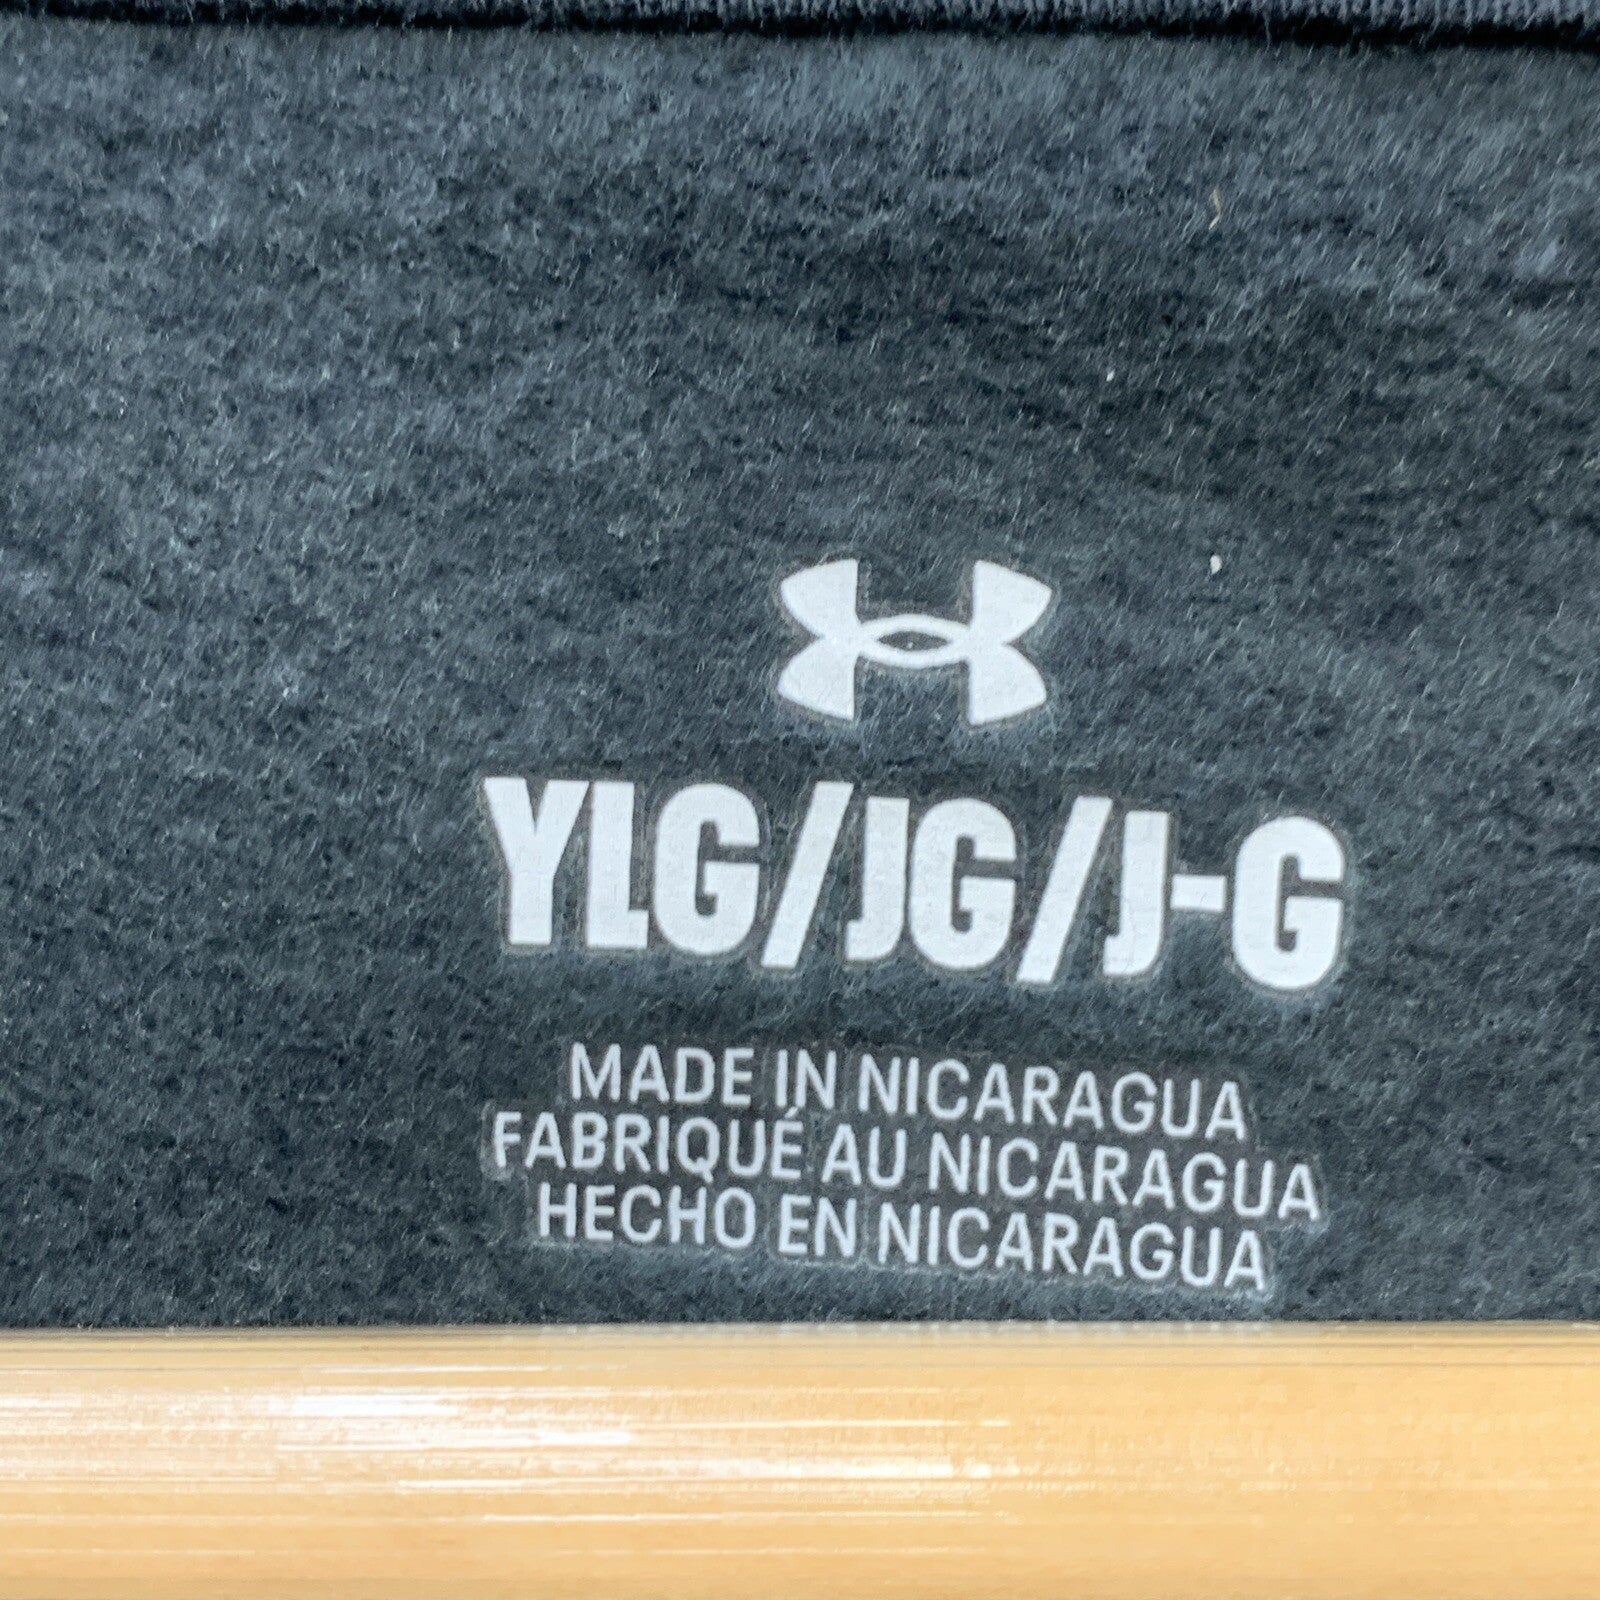 YLG/JG/J-G
MADE IN NICARAGUA
FABRIQUÉ AU NICARAGUA
HECHO EN NICARAGUA